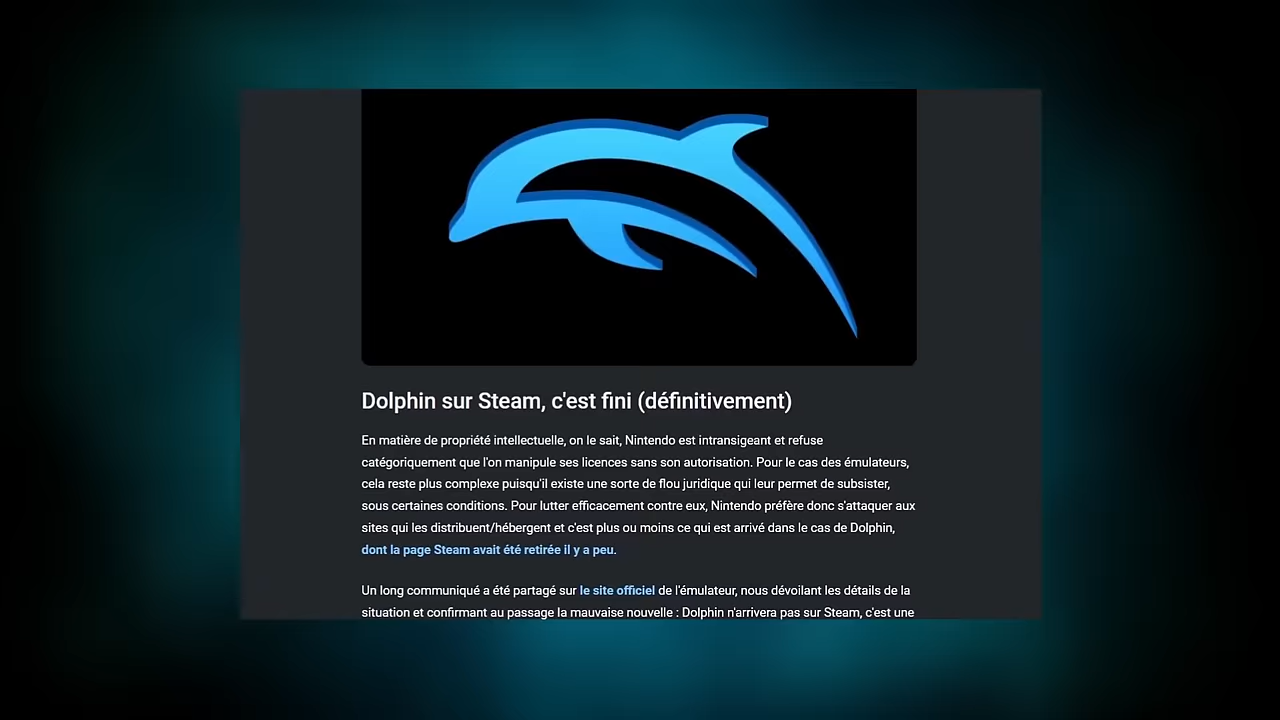 Dolphin sur Steam, c'est fini (définitivement)
En matière de propriété intellectuelle, on le sait, Nintendo est intransigeant et refuse
catégoriquement que l'on manipule ses licences sans son autorisation. Pour le cas des émulateurs,
cela reste plus complexe puisqu'il existe une sorte de flou juridique qui leur permet de subsister,
sous certaines conditions. Pour lutter efficacement contre eux, Nintendo préfère donc s'attaquer aux
sites qui les distribuent/hébergent et c'est plus ou moins ce qui est arrivé dans le cas de Dolphin,
dont la page Steam avait été retirée il y a peu.
Un long communiqué a été partagé sur le site officiel de l'émulateur, nous dévoilant les détails de la
situation et confirmant au passage la mauvaise nouvelle : Dolphin n'arrivera pas sur Steam, c'est une